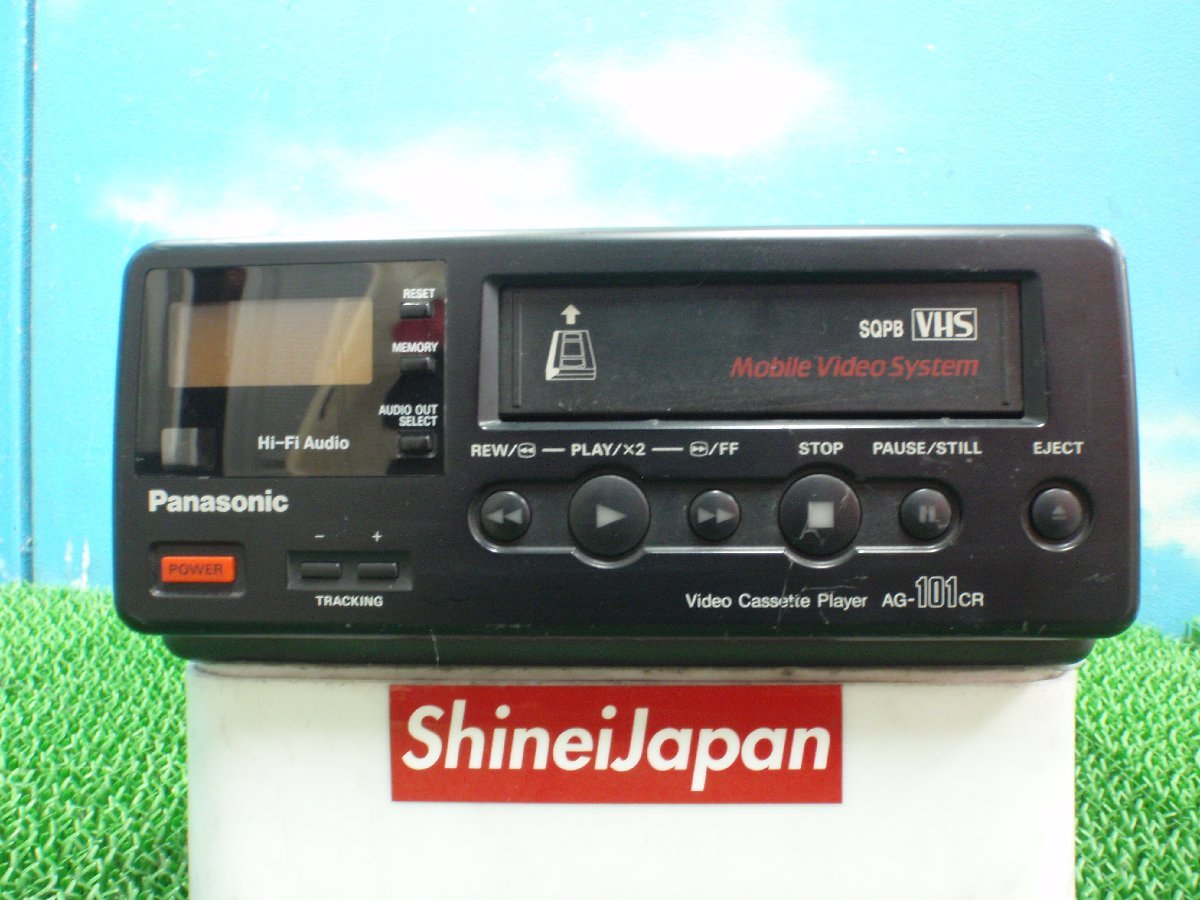 RESET
MEMORY
AUDIO OUT
SELECT
Hi-Fi Audio
Panasonic
POWER
- +
TRACKING
SQPB VHS
Mobile Video System
REW/ PLAY/×2 /FF STOP PAUSE/STILL EJECT
Video Cassette Player AG-101CR
ShineiJapan